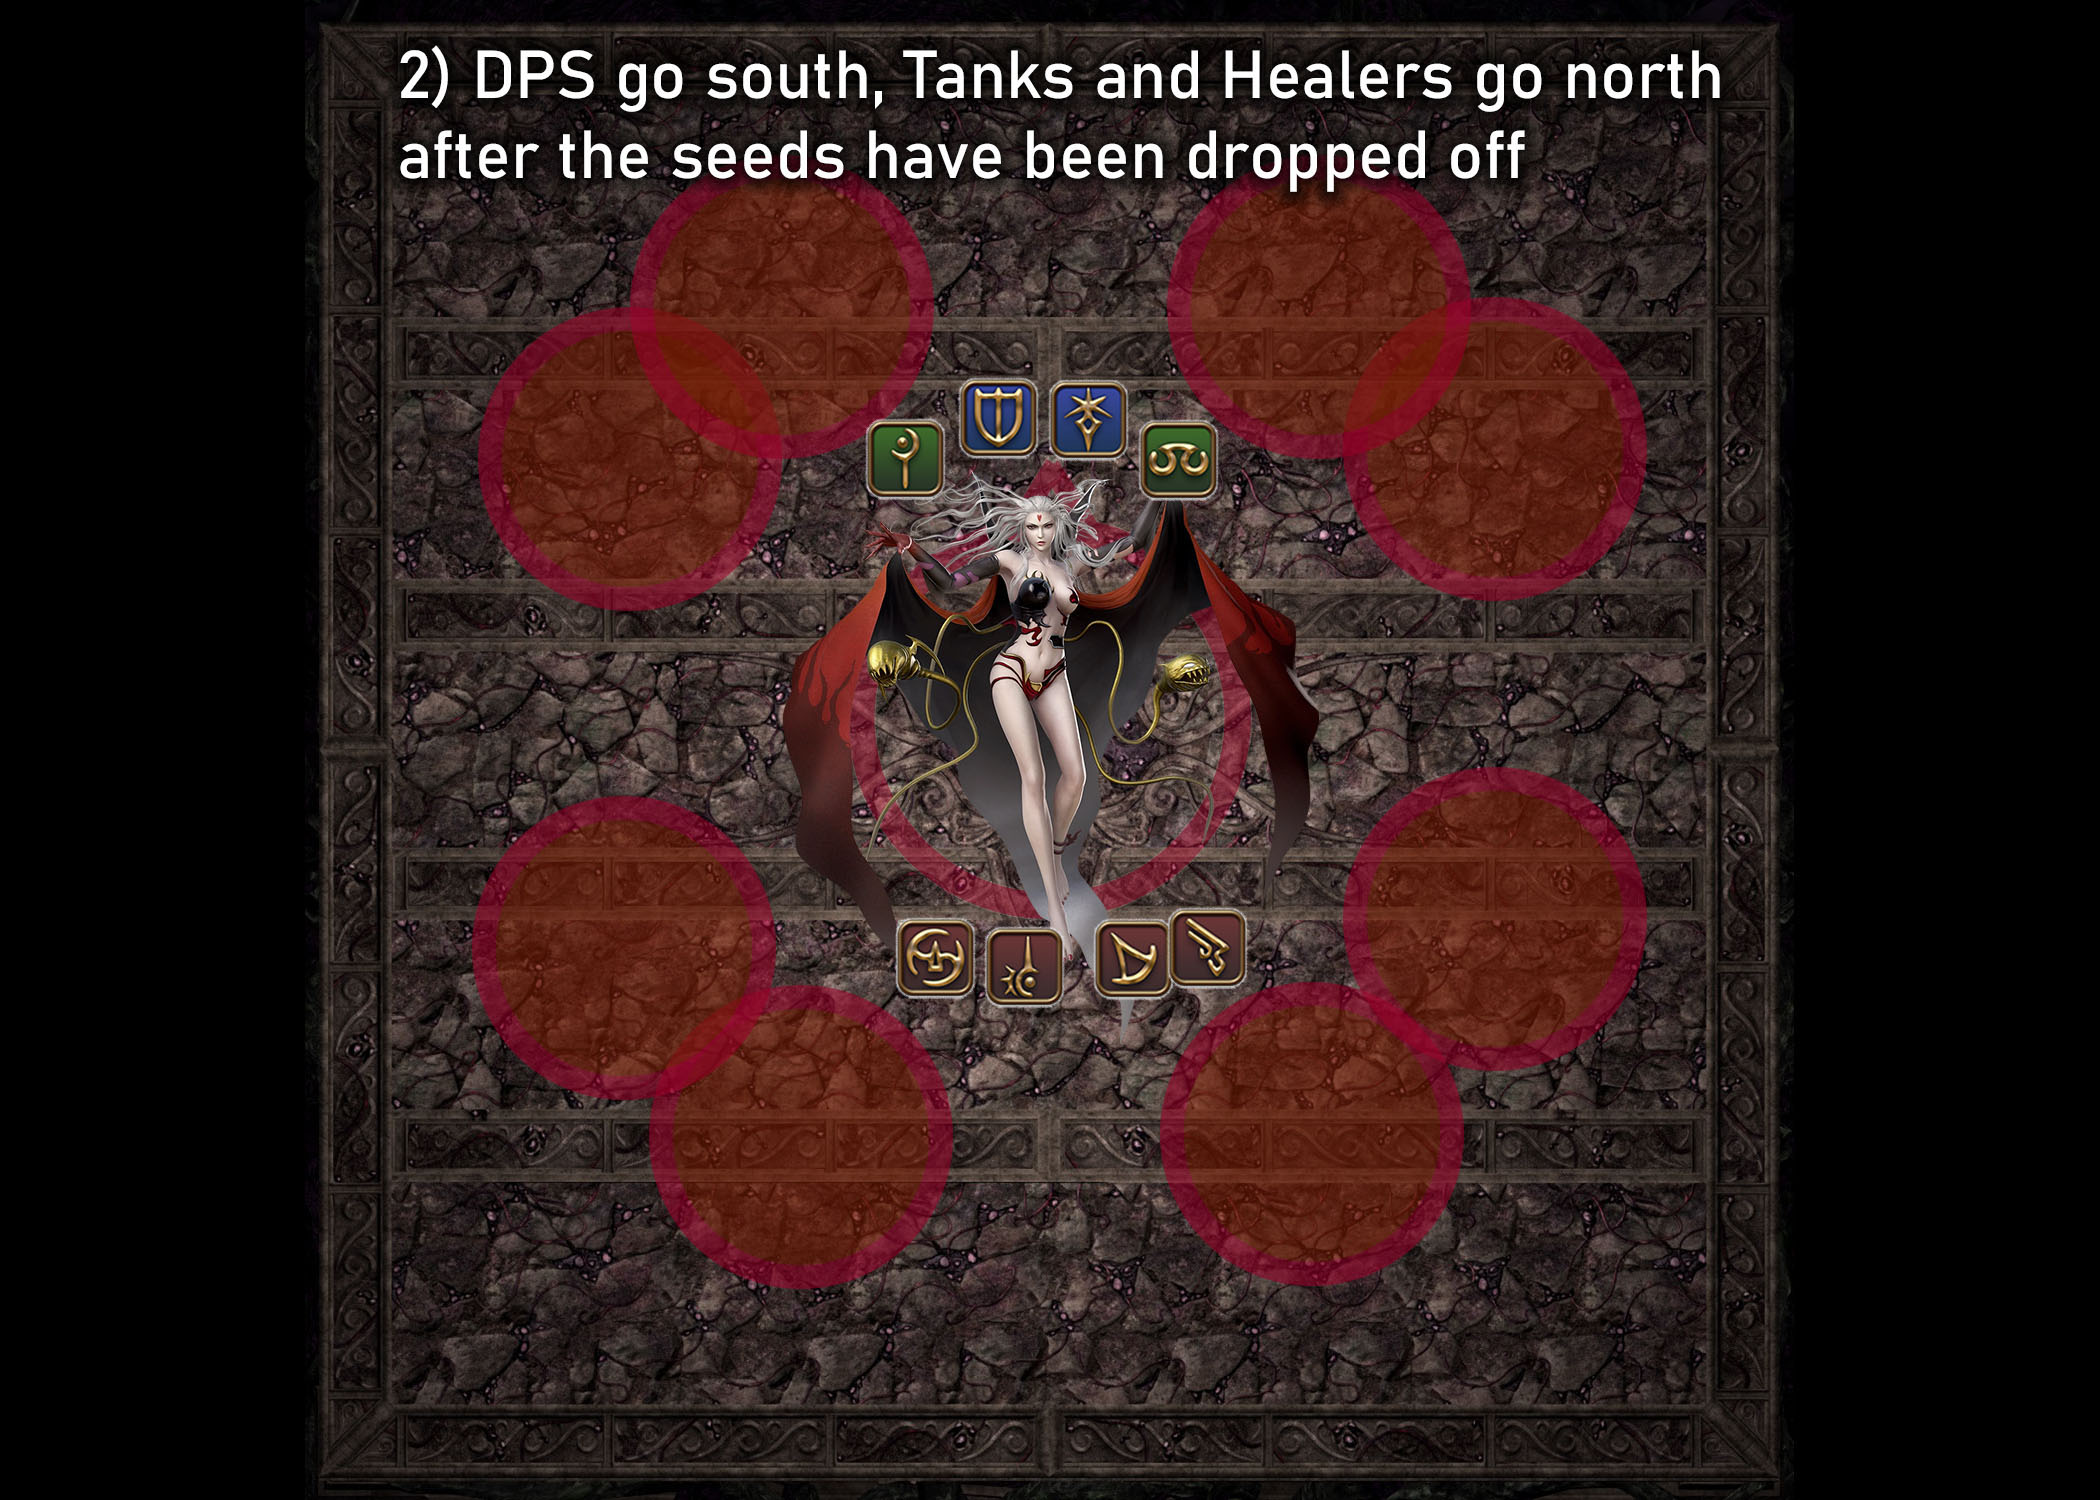 2) DPS go south, Tanks and Healers go north
after the seeds have been dropped off